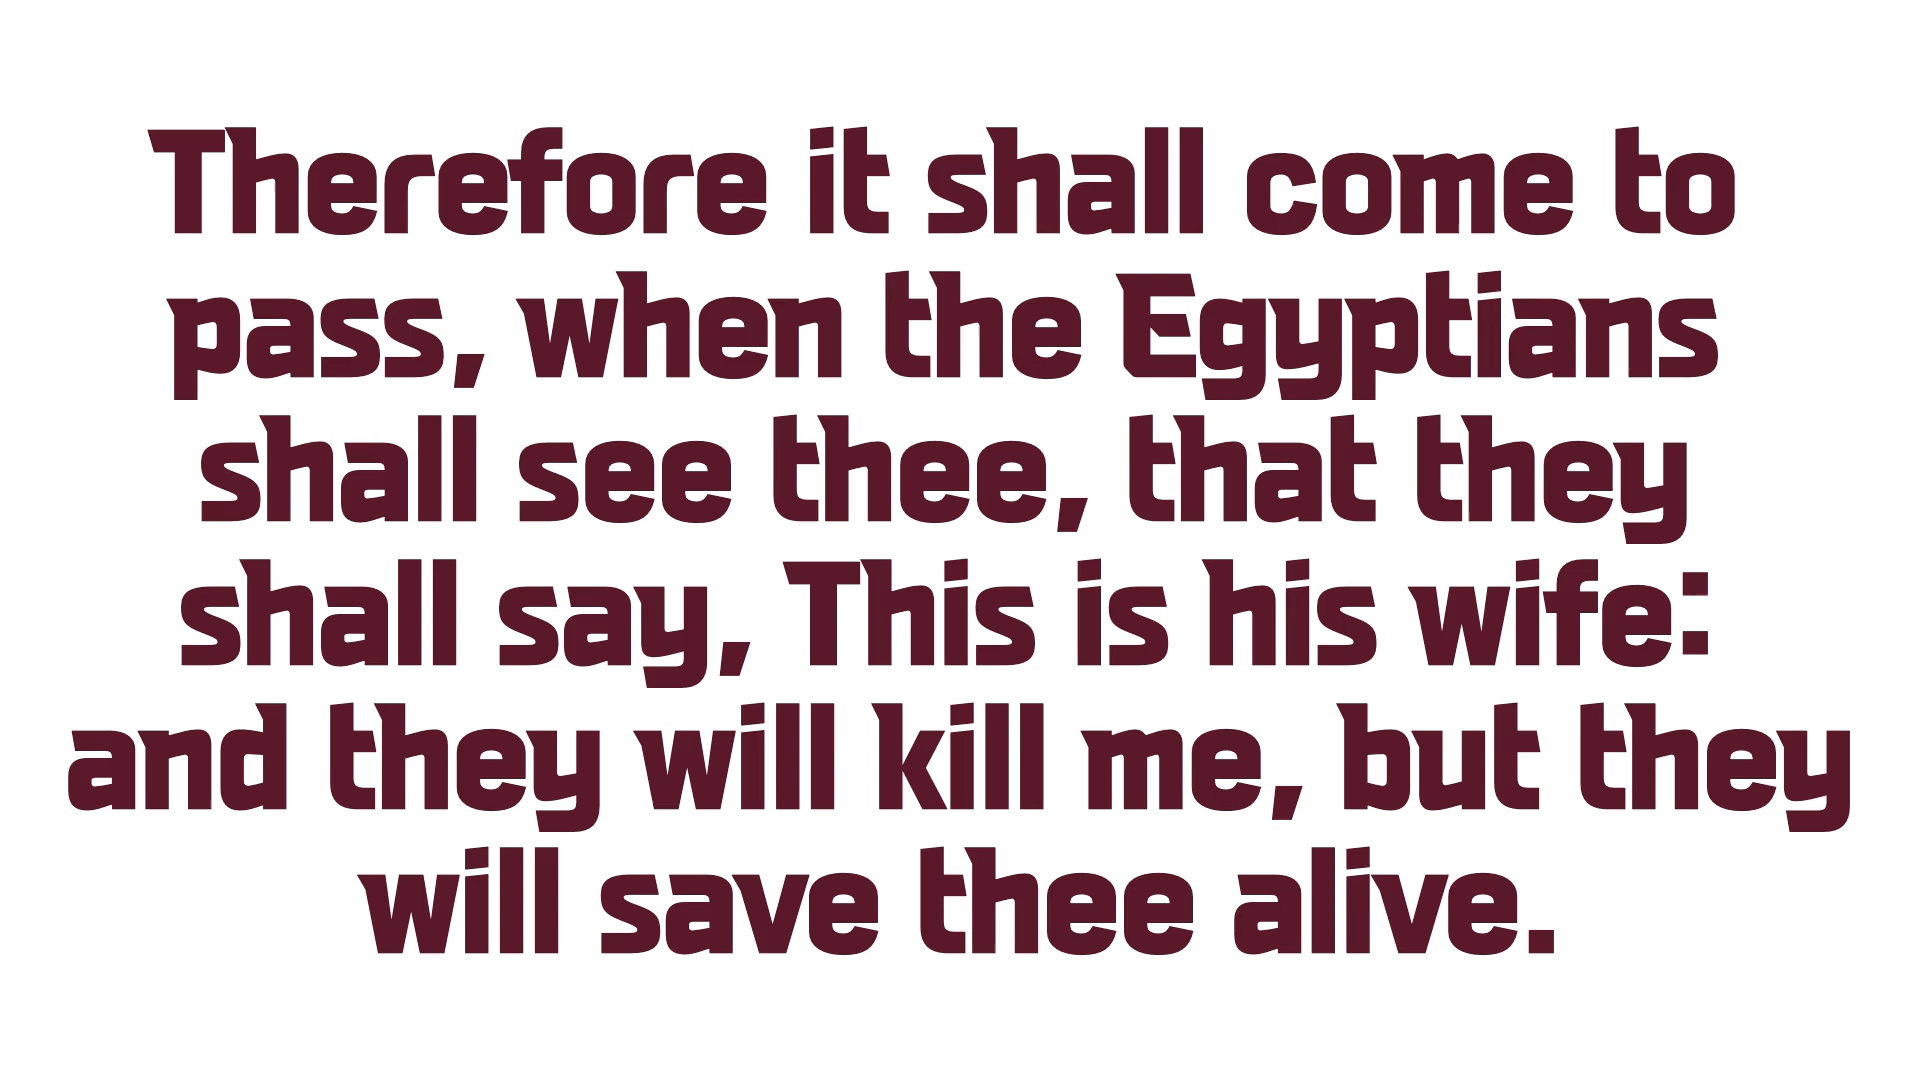 Therefore it shall come to
pass, when the Egyptians
shall see thee, that they
shall say, This is his wife:
and they will kill me, but they
will save thee alive.